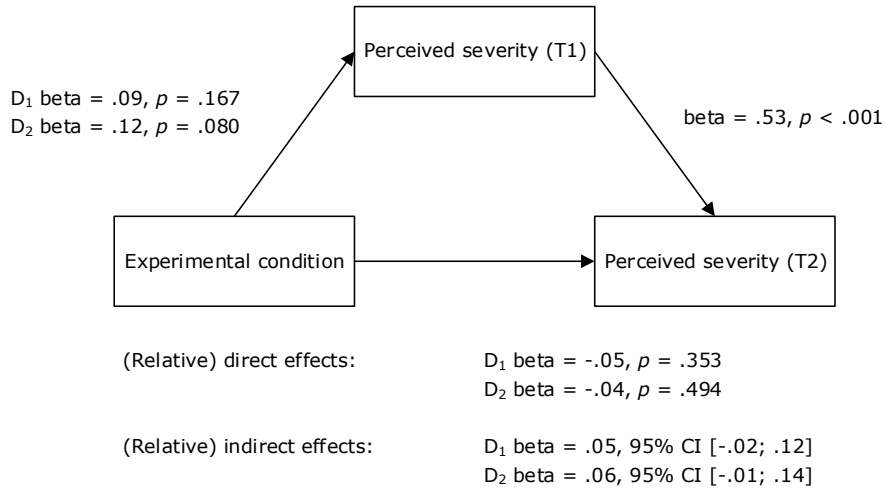 Perceived severity (T1)
D₁ beta = .09, p = .167
D₂ beta = .12, p = .080
beta = .53, p < .001
Experimental condition
Perceived severity (T2)
(Relative) direct effects: D₁ beta = -.05, p = .353
D₂ beta = -.04, p = .494
(Relative) indirect effects: D₁ beta = .05, 95% CI [-.02; .12]
D₂ beta = .06, 95% CI [-.01; .14]